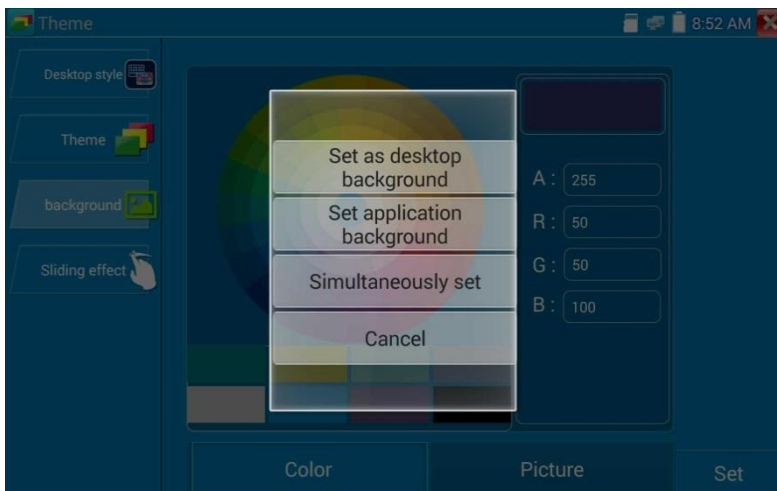 Theme
8:52 AM
Desktop style
Theme
background
Sliding effect
Set as desktop
background
Set application
background
Simultaneously set
Cancel
A : 255
R : 50
G : 50
B : 100
Color
Picture
Set